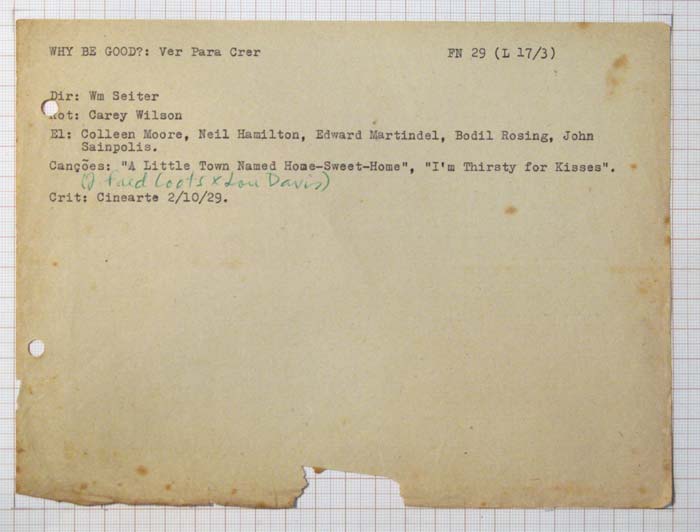 WHY BE GOOD?: Ver Para Crer FN 29 (L 17/3)
Dir: Wm Seiter
Rot: Carey Wilson
El: Colleen Moore, Neil Hamilton, Edward Martindel, Bodil Rosing, John
Sainpolis.
Canções: "A Little Town Named Home-Sweet-Home", "I'm Thirsty for Kisses".
(J Fred Coots x Lou Davis)
Crit: Cinearte 2/10/29.